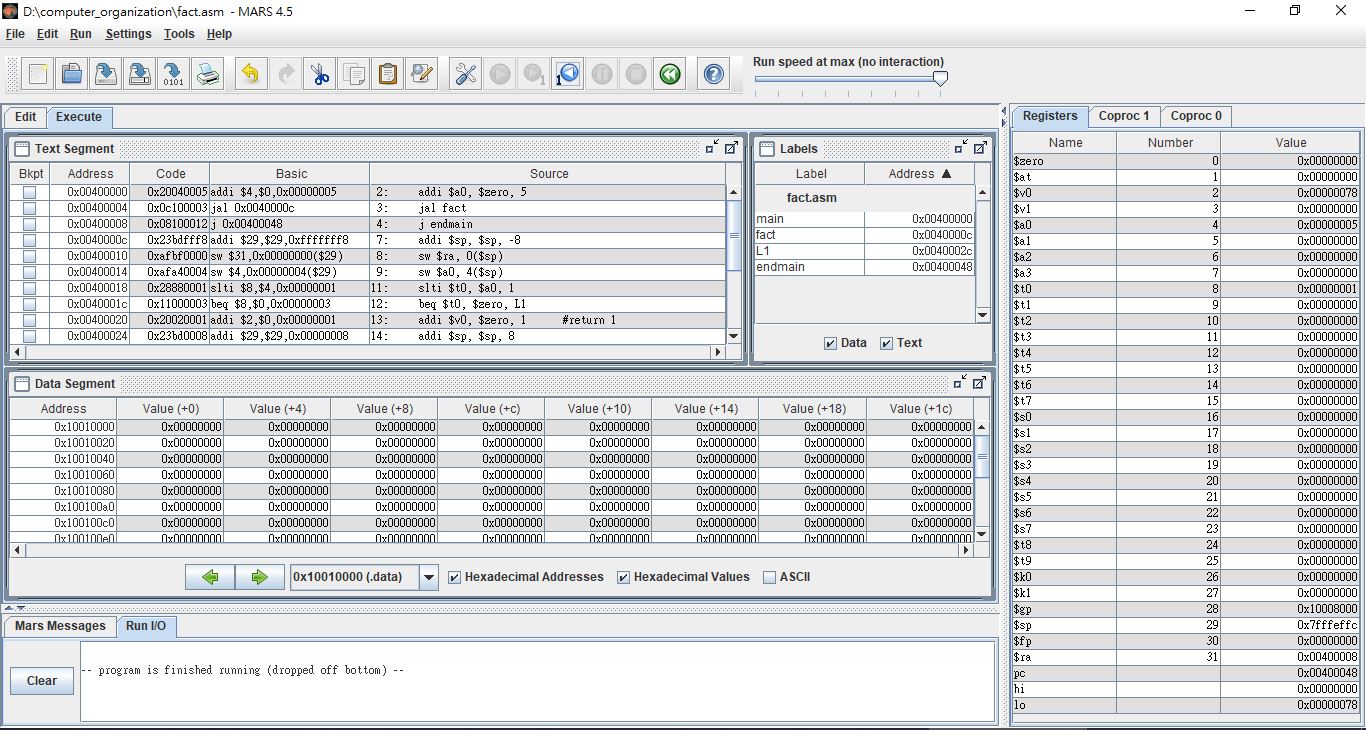 D:\computer_organization\fact.asm - MARS 4.5
File Edit Run Settings Tools Help
Run speed at max (no interaction)
Edit Execute
Text Segment
Bkpt Address Code Basic Source
0x00400000 0x20040005 addi $4,$0,0x00000005 2: addi $a0, $zero, 5
0x00400004 0x0c100003 jal 0x0040000c 3: jal fact
0x00400008 0x08100012 j 0x00400048 4: j endmain
0x0040000c 0x23bdfff8 addi $29,$29,0xfffffff8 7: addi $sp, $sp, -8
0x00400010 0xafbf0000 sw $31,0x00000000($29) 8: sw $ra, 0($sp)
0x00400014 0xafa40004 sw $4,0x00000004($29) 9: sw $a0, 4($sp)
0x00400018 0x28880001 slti $8,$4,0x00000001 11: slti $t0, $a0, 1
0x0040001c 0x11000003 beq $8,$0,0x00000003 12: beq $t0, $zero, L1
0x00400020 0x20020001 addi $2,$0,0x00000001 13: addi $v0, $zero, 1 #return 1
0x00400024 0x23bd0008 addi $29,$29,0x00000008 14: addi $sp, $sp, 8
Labels
Label Address ▲
fact.asm
main 0x00400000
fact 0x0040000c
L1 0x0040002c
endmain 0x00400048
Data Text
Data Segment
Address Value (+0) Value (+4) Value (+8) Value (+c) Value (+10) Value (+14) Value (+18) Value (+1c)
0x10010000 0x00000000 0x00000000 0x00000000 0x00000000 0x00000000 0x00000000 0x00000000 0x00000000
0x10010020 0x00000000 0x00000000 0x00000000 0x00000000 0x00000000 0x00000000 0x00000000 0x00000000
0x10010040 0x00000000 0x00000000 0x00000000 0x00000000 0x00000000 0x00000000 0x00000000 0x00000000
0x10010060 0x00000000 0x00000000 0x00000000 0x00000000 0x00000000 0x00000000 0x00000000 0x00000000
0x10010080 0x00000000 0x00000000 0x00000000 0x00000000 0x00000000 0x00000000 0x00000000 0x00000000
0x100100a0 0x00000000 0x00000000 0x00000000 0x00000000 0x00000000 0x00000000 0x00000000 0x00000000
0x100100c0 0x00000000 0x00000000 0x00000000 0x00000000 0x00000000 0x00000000 0x00000000 0x00000000
0x100100e0 0x00000000 0x00000000 0x00000000 0x00000000 0x00000000 0x00000000 0x00000000 0x00000000
0x10010000 (.data) Hexadecimal Addresses Hexadecimal Values ASCII
Mars Messages Run I/O
Clear
-- program is finished running (dropped off bottom) --
Registers Coproc 1 Coproc 0
Name Number Value
$zero 0 0x00000000
$at 1 0x00000000
$v0 2 0x00000078
$v1 3 0x00000000
$a0 4 0x00000005
$a1 5 0x00000000
$a2 6 0x00000000
$a3 7 0x00000000
$t0 8 0x00000001
$t1 9 0x00000000
$t2 10 0x00000000
$t3 11 0x00000000
$t4 12 0x00000000
$t5 13 0x00000000
$t6 14 0x00000000
$t7 15 0x00000000
$s0 16 0x00000000
$s1 17 0x00000000
$s2 18 0x00000000
$s3 19 0x00000000
$s4 20 0x00000000
$s5 21 0x00000000
$s6 22 0x00000000
$s7 23 0x00000000
$t8 24 0x00000000
$t9 25 0x00000000
$k0 26 0x00000000
$k1 27 0x00000000
$gp 28 0x10008000
$sp 29 0x7fffeffc
$fp 30 0x00000000
$ra 31 0x00400008
pc 0x00400048
hi 0x00000000
lo 0x00000078